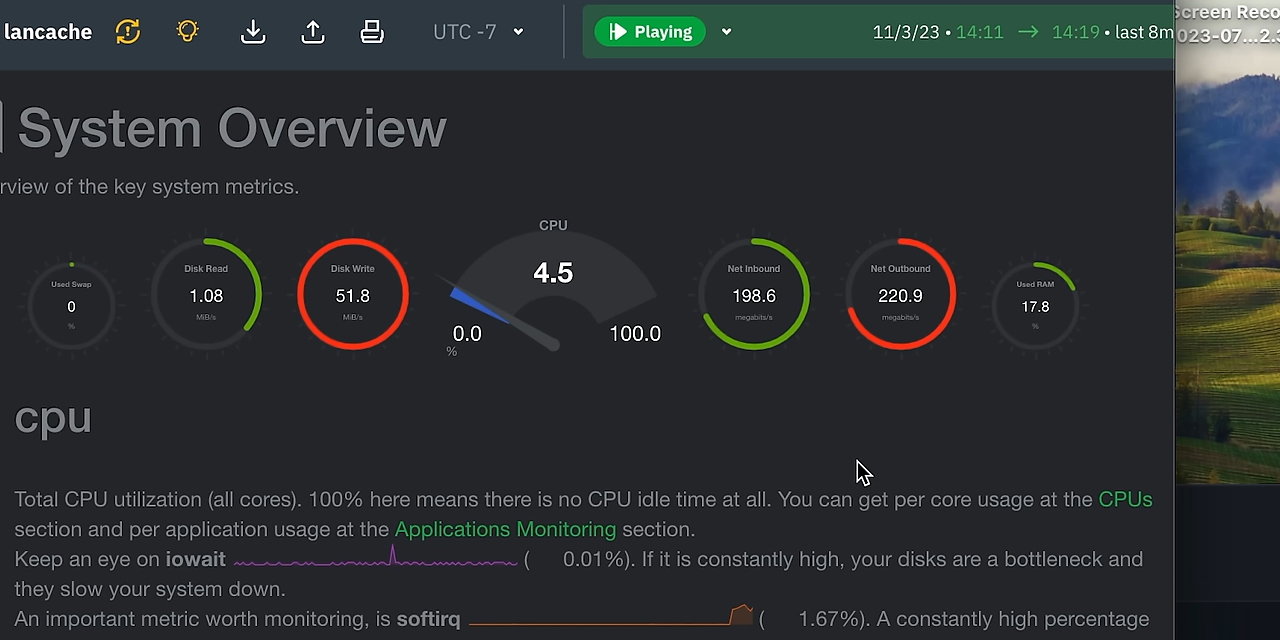 lancache
UTC -7
Playing
11/3/23 • 14:11 → 14:19 • last 8m
Screen Reco
023-07...2.3
System Overview
rview of the key system metrics.
Used Swap
0
%
Disk Read
1.08
MiB/s
Disk Write
51.8
MiB/s
CPU
4.5
0.0
100.0
%
Net Inbound
198.6
megabits/s
Net Outbound
220.9
megabits/s
Used RAM
17.8
%
cpu
Total CPU utilization (all cores). 100% here means there is no CPU idle time at all. You can get per core usage at the CPUs
section and per application usage at the Applications Monitoring section.
Keep an eye on iowait ( 0.01%). If it is constantly high, your disks are a bottleneck and
they slow your system down.
An important metric worth monitoring, is softirq ( 1.67%). A constantly high percentage